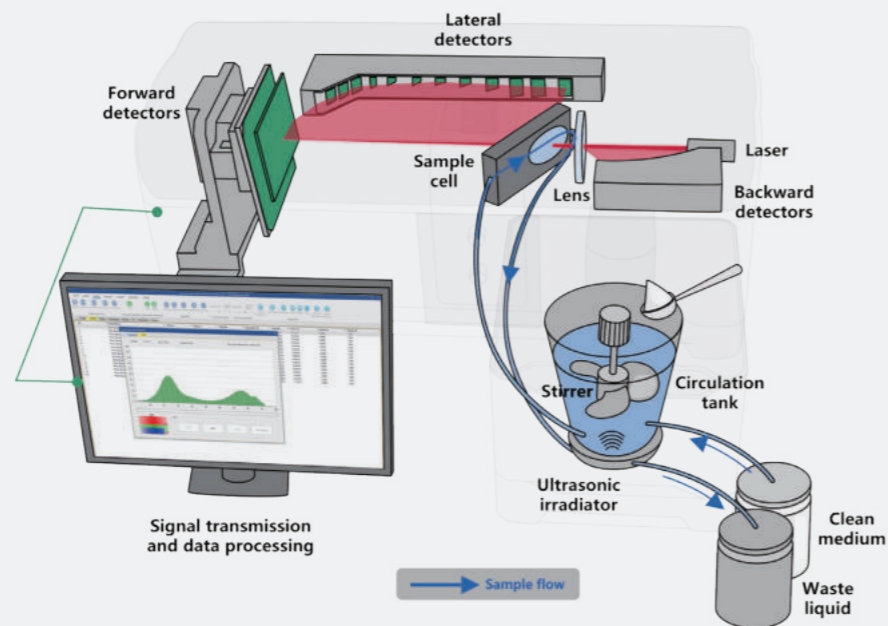 Lateral
detectors
Forward
detectors
Sample
cell
Lens
Laser
Backward
detectors
Stirrer
Circulation
tank
Ultrasonic
irradiator
Clean
medium
Waste
liquid
Signal transmission
and data processing
Sample flow